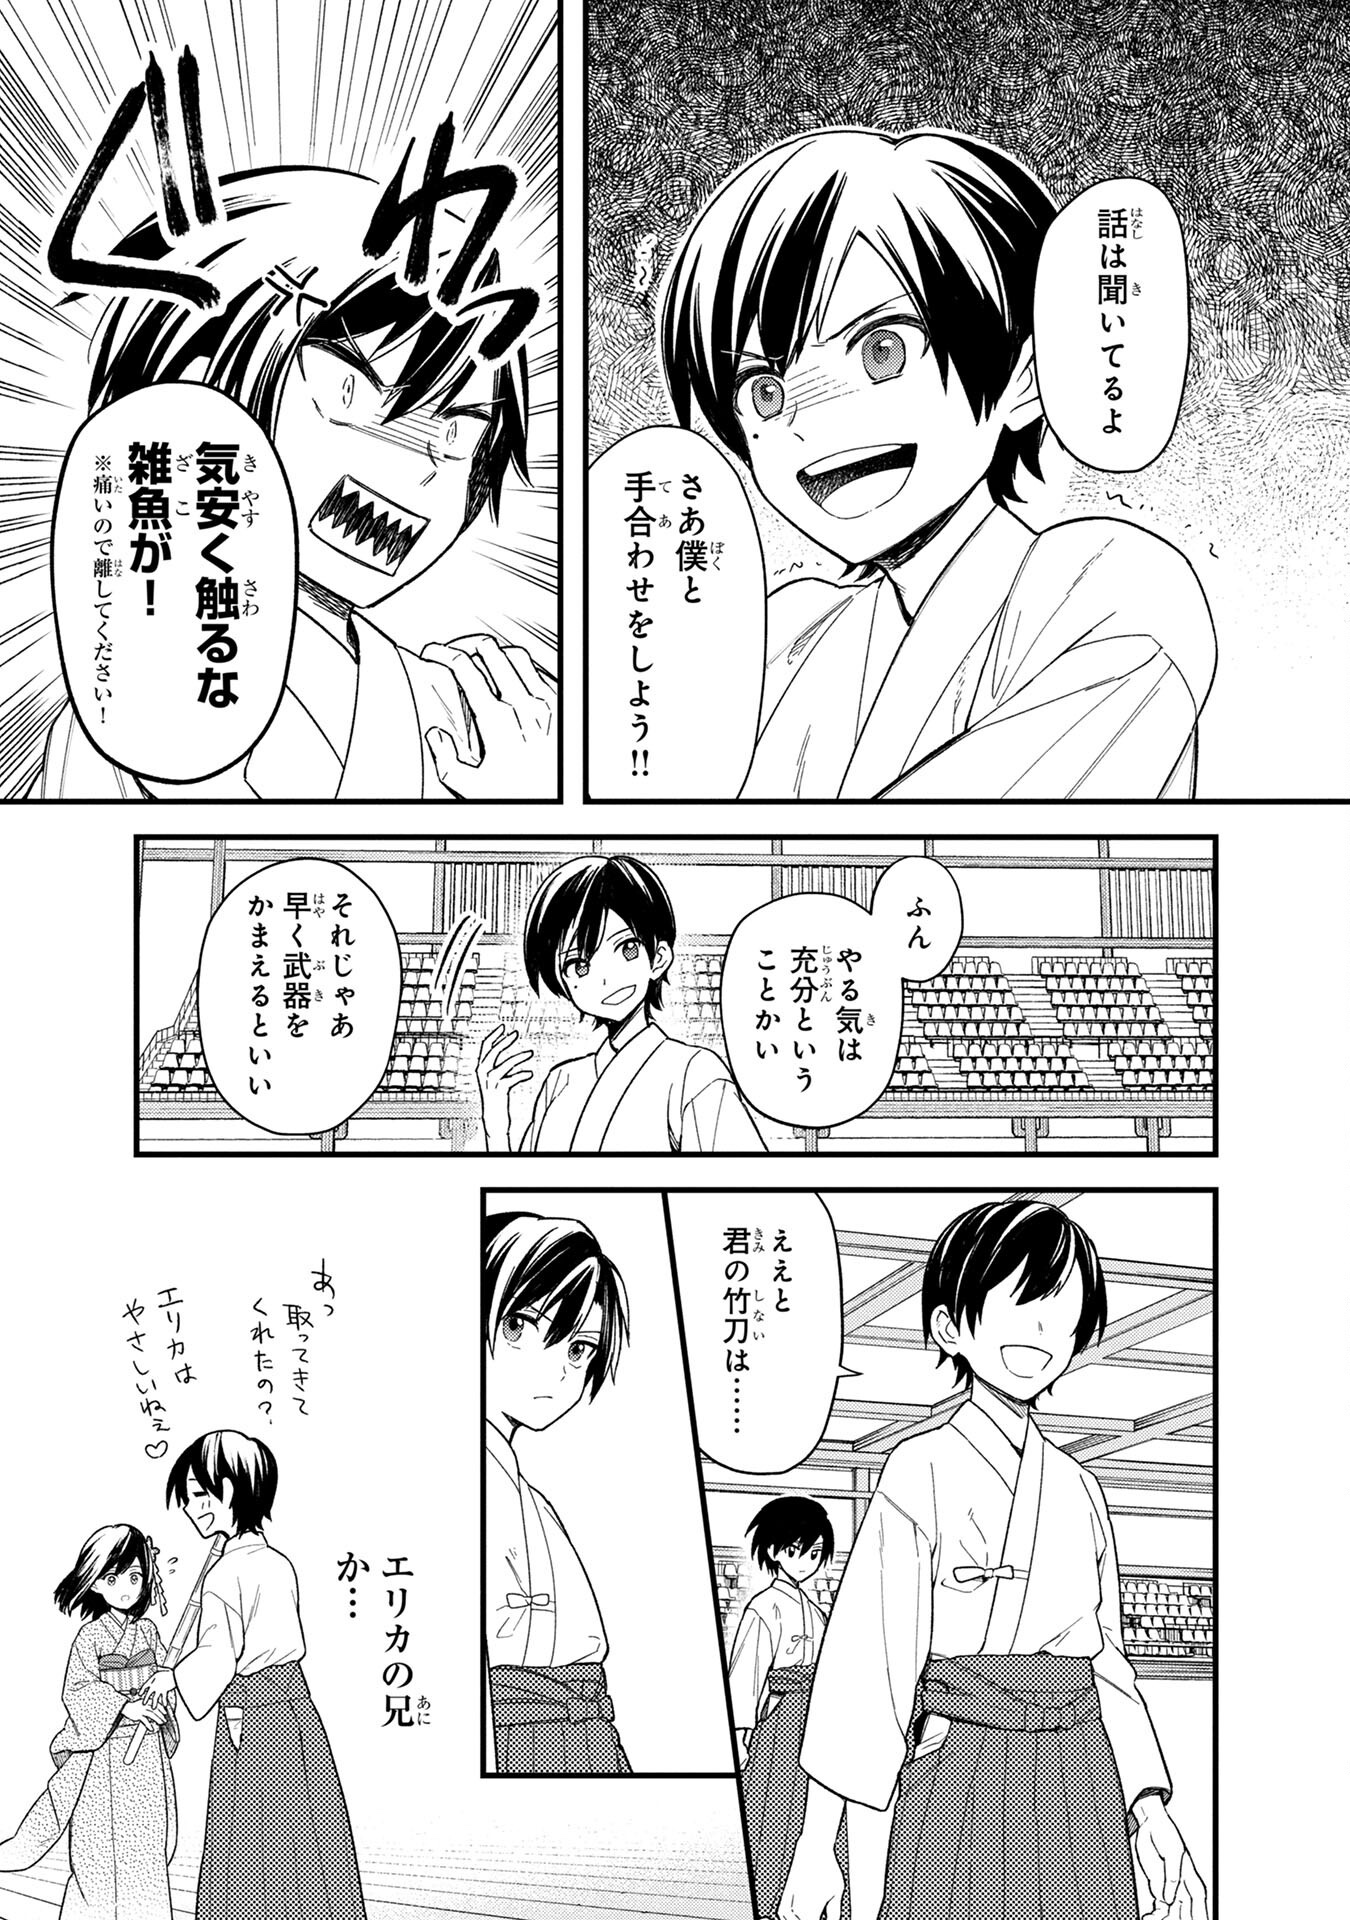 話は聞いてるよ
さあ僕と
手合わせをしよう!!
ぐわっ
気安く触るな
雑魚が！
※痛いので離してください！
ふん
やる気は
充分という
ことかい
それじゃあ
早く武器を
かまえるといい
ええと
君の竹刀は……
あっ
取ってきて
くれたの？
エリカは
やさしいねぇ♡
エリカの兄
か…